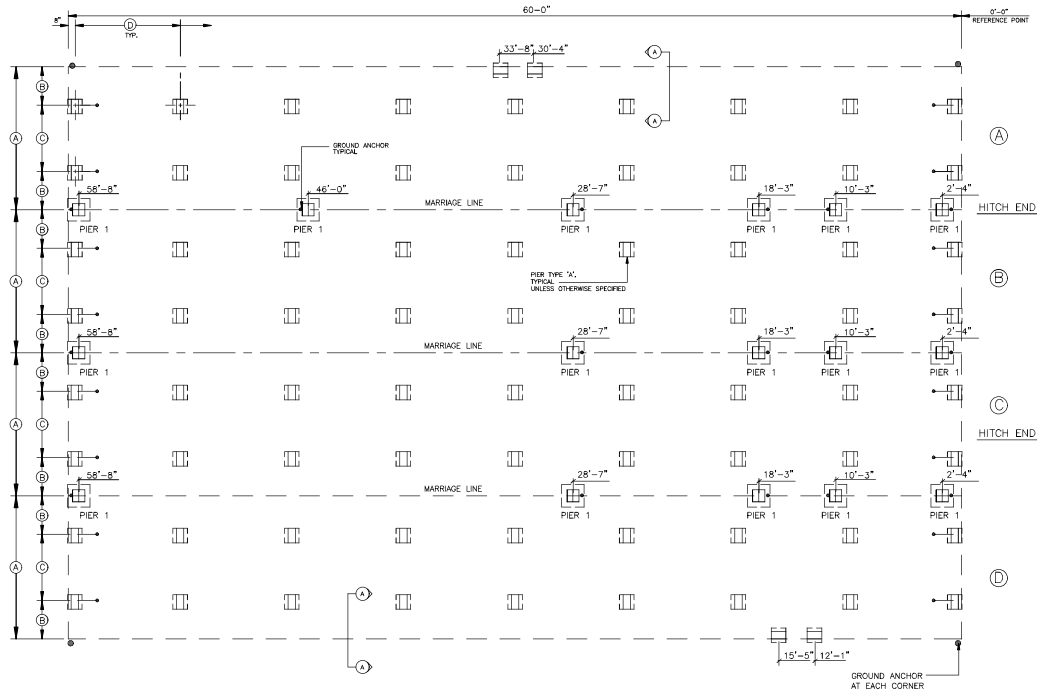 60-0"
0'-0"
REFERENCE POINT
8"
D
TYP.
33'-8" 30'-4"
A
A
B
C
B
A
GROUND ANCHOR
TYPICAL
A
58'-8" 46'-0" 28'-7" 18'-3" 10'-3" 2'-4"
MARRIAGE LINE
HITCH END
PIER 1 PIER 1 PIER 1 PIER 1 PIER 1 PIER 1
B
C
B
A
PIER TYPE 'A',
TYPICAL
UNLESS OTHERWISE SPECIFIED
B
58'-8" 28'-7" 18'-3" 10'-3" 2'-4"
MARRIAGE LINE
PIER 1 PIER 1 PIER 1 PIER 1 PIER 1
B
C
B
A
C
HITCH END
58'-8" 28'-7" 18'-3" 10'-3" 2'-4"
MARRIAGE LINE
PIER 1 PIER 1 PIER 1 PIER 1 PIER 1
B
C
B
A
D
A
A
15'-5" 12'-1"
GROUND ANCHOR
AT EACH CORNER